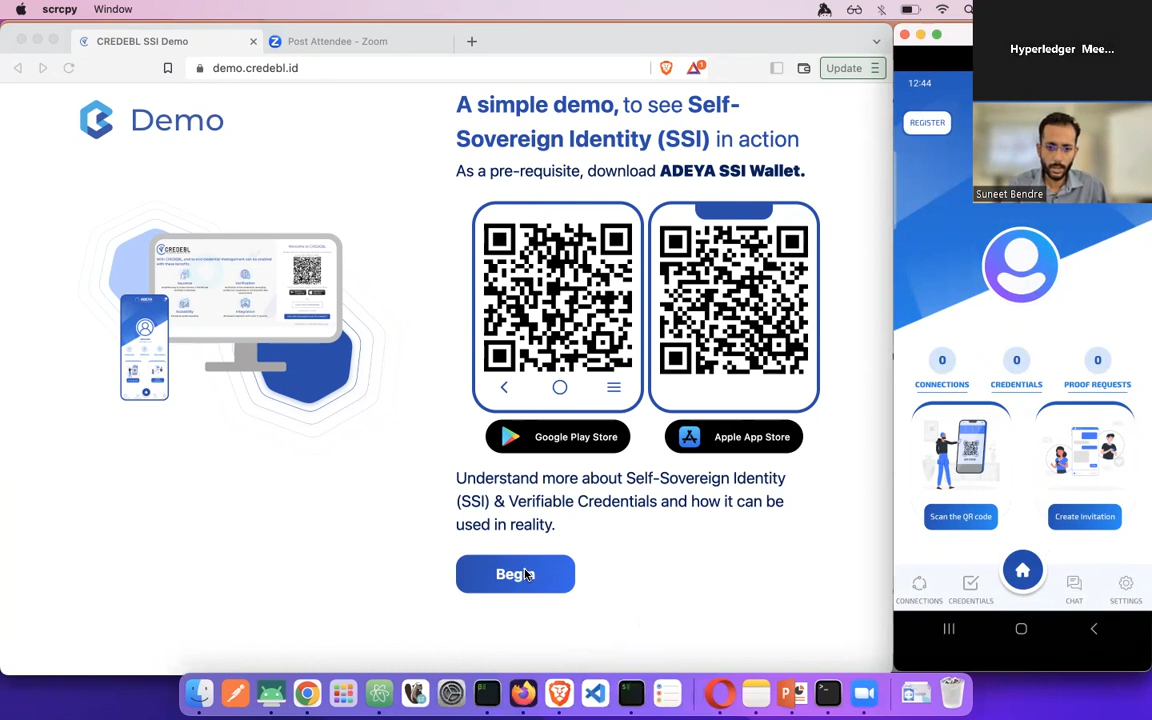 scrcpy Window
CREDEBL SSI Demo
Post Attendee - Zoom
demo.credebl.id
1
Update
Demo
A simple demo, to see Self-
Sovereign Identity (SSI) in action
As a pre-requisite, download ADEYA SSI Wallet.
CREDEBL
Google Play Store
Apple App Store
Understand more about Self-Sovereign Identity
(SSI) & Verifiable Credentials and how it can be
used in reality.
Begin
Hyperledger Mee...
Suneet Bendre
12:44
REGISTER
0
0
0
CONNECTIONS
CREDENTIALS
PROOF REQUESTS
Scan the QR code
Create Invitation
CONNECTIONS
CREDENTIALS
CHAT
SETTINGS